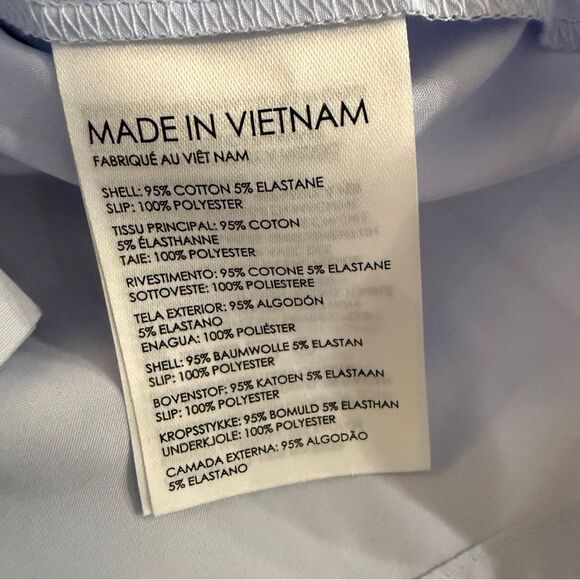 MADE IN VIETNAM
FABRIQUÉ AU VIÊT NAM
SHELL: 95% COTTON 5% ELASTANE
SLIP: 100% POLYESTER
TISSU PRINCIPAL: 95% COTON
5% ÉLASTHANNE
TAIE: 100% POLYESTER
RIVESTIMENTO: 95% COTONE 5% ELASTANE
SOTTOVESTE: 100% POLIESTERE
TELA EXTERIOR: 95% ALGODÓN
5% ELASTANO
ENAGUA: 100% POLIÉSTER
SHELL: 95% BAUMWOLLE 5% ELASTAN
SLIP: 100% POLYESTER
BOVENSTOF: 95% KATOEN 5% ELASTAAN
SLIP: 100% POLYESTER
KROPSSTYKKE: 95% BOMULD 5% ELASTHAN
UNDERKJOLE: 100% POLYESTER
CAMADA EXTERNA: 95% ALGODÃO
5% ELASTANO